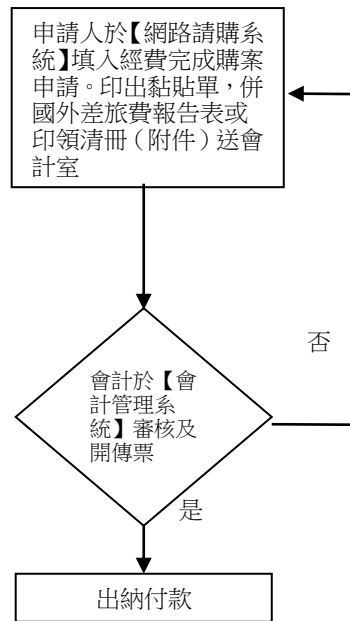 申請人於【網路請購系
統】填入經費完成購案
申請。印出黏貼單，併
國外差旅費報告表或
印領清冊（附件）送會
計室
否
會計於【會
計管理系
統】審核及
開傳票
是
出納付款